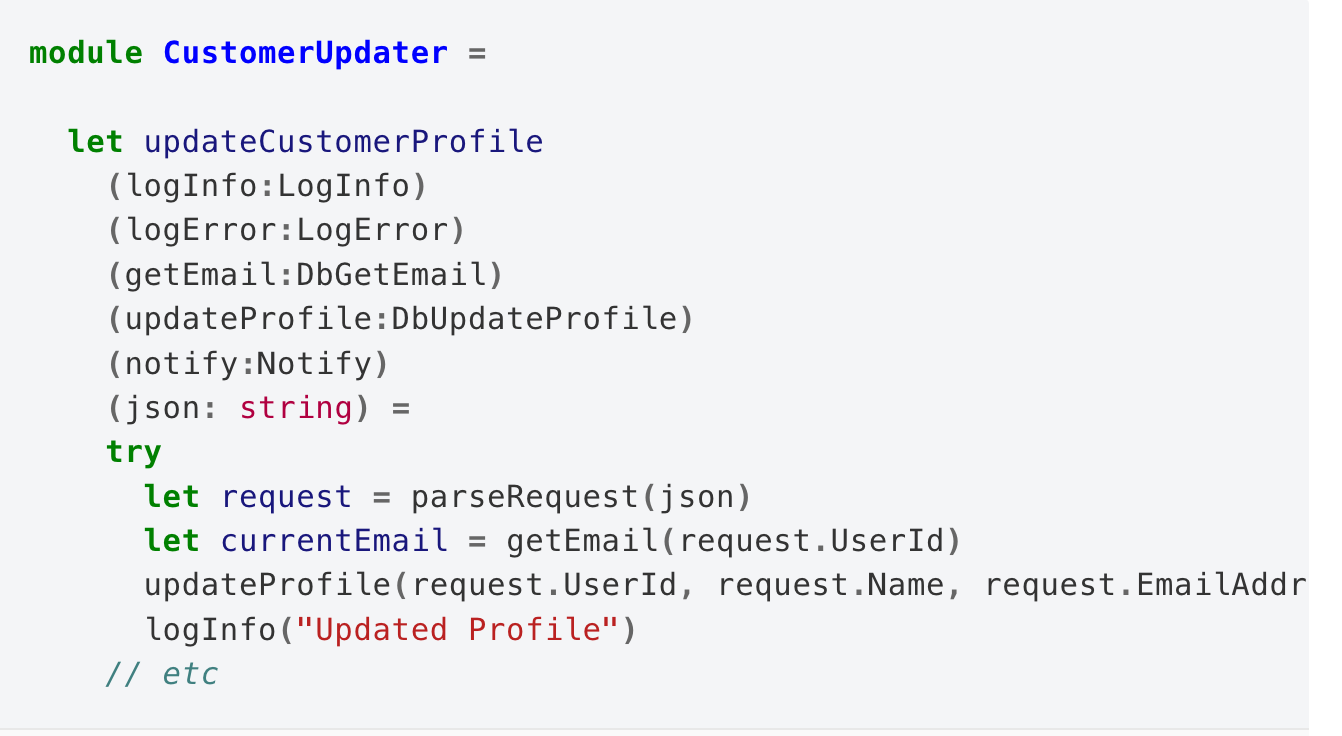 module CustomerUpdater =
let updateCustomerProfile
(logInfo:LogInfo)
(logError:LogError)
(getEmail:DbGetEmail)
(updateProfile:DbUpdateProfile)
(notify:Notify)
(json: string) =
try
let request = parseRequest(json)
let currentEmail = getEmail(request.UserId)
updateProfile(request.UserId, request.Name, request.EmailAddr
logInfo("Updated Profile")
// etc